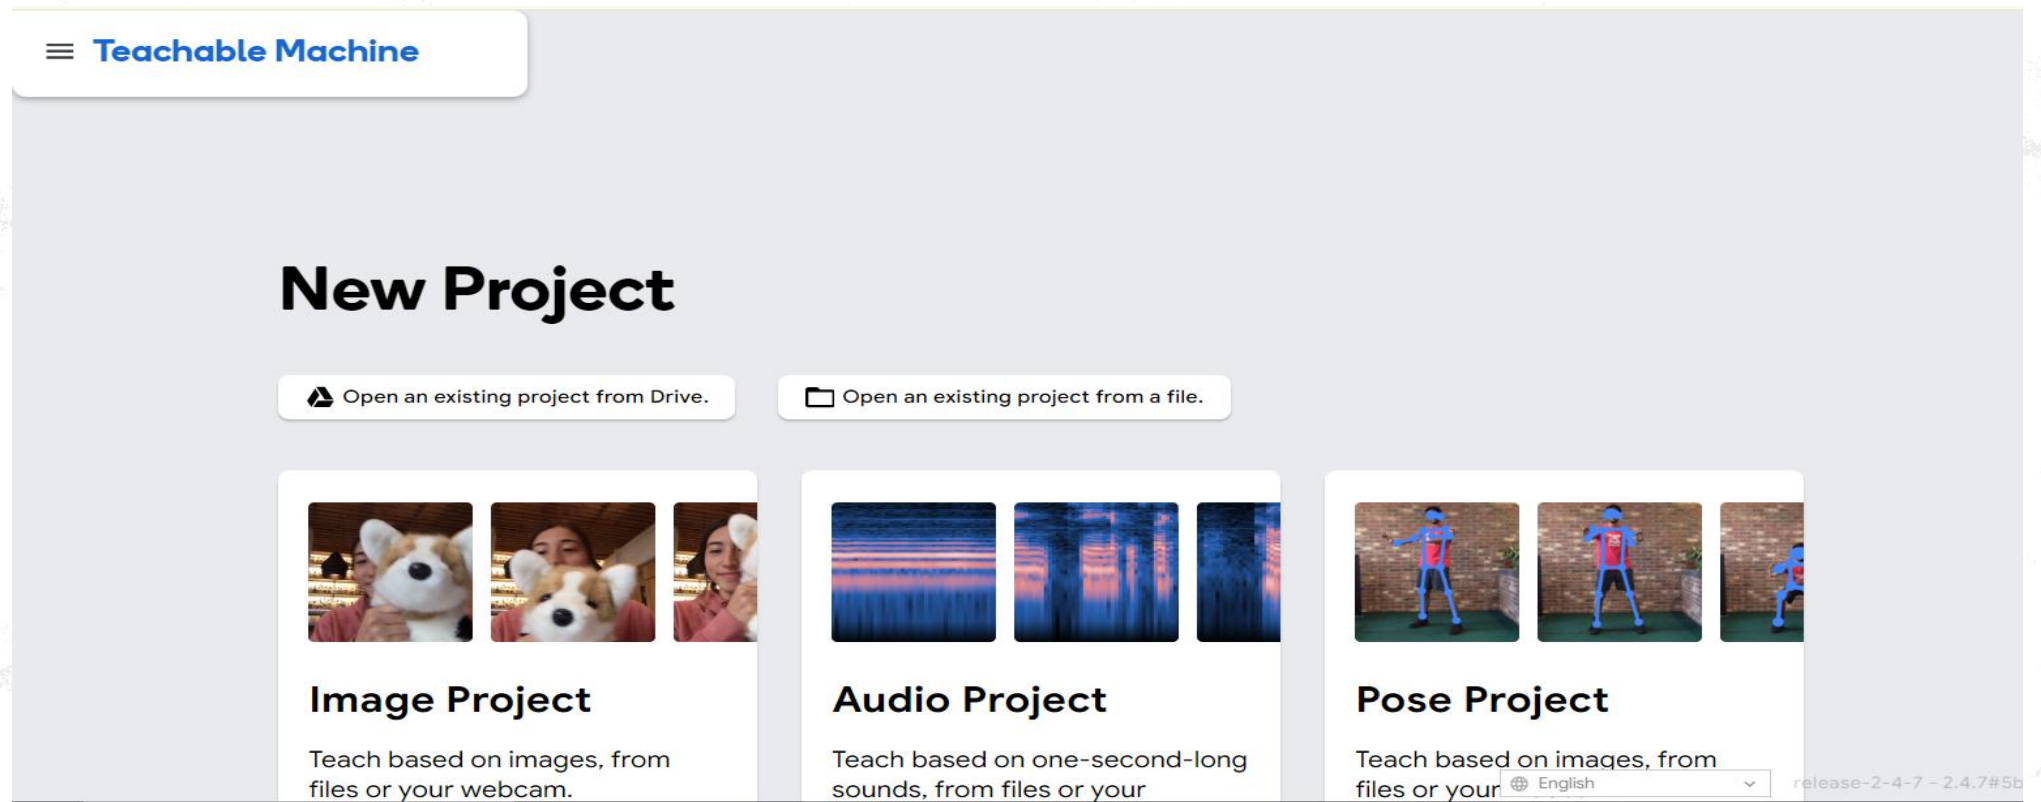 Teachable Machine
New Project
Open an existing project from Drive.
Open an existing project from a file.
Image Project
Teach based on images, from
files or your webcam.
Audio Project
Teach based on one-second-long
sounds, from files or your
Pose Project
Teach based on images, from
files or your
English
release-2-4-7 - 2.4.7#5b